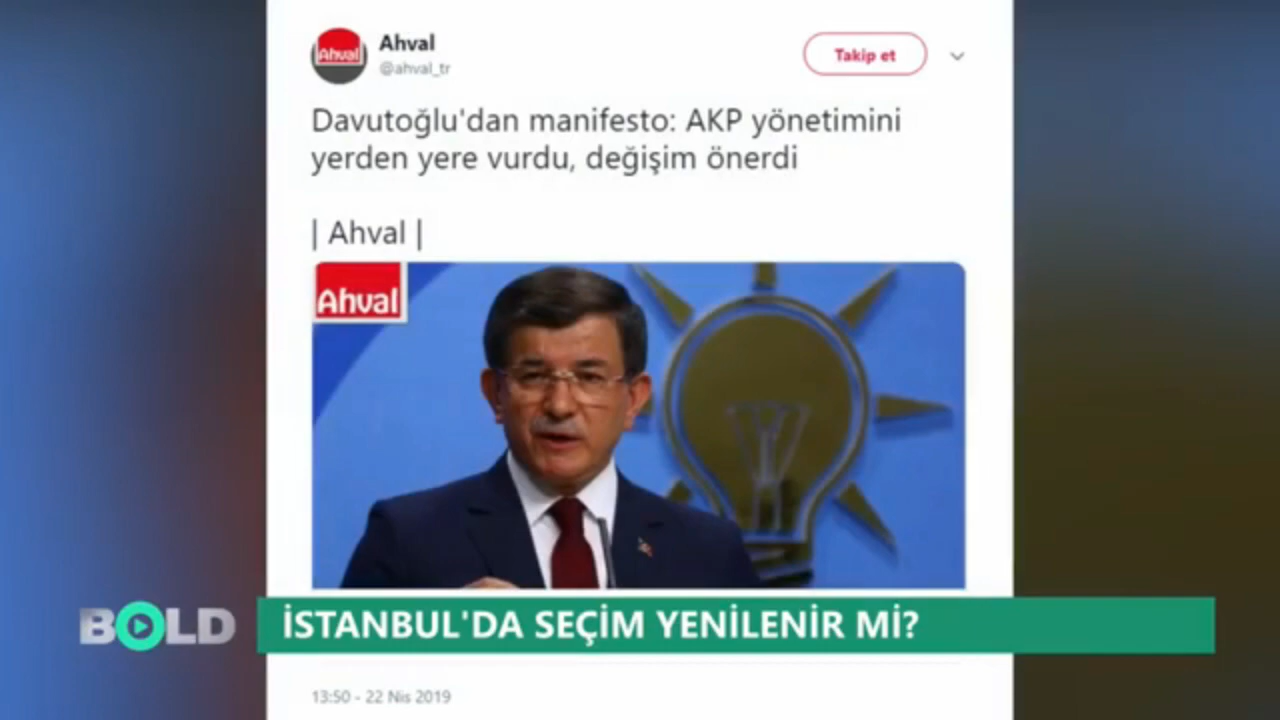 Ahval
Ahval
@ahval_tr
Takip et
Davutoğlu'dan manifesto: AKP yönetimini
yerden yere vurdu, değişim önerdi
| Ahval |
Ahval
BOLD
İSTANBUL'DA SEÇİM YENİLENİR Mİ?
13:50 - 22 Nis 2019